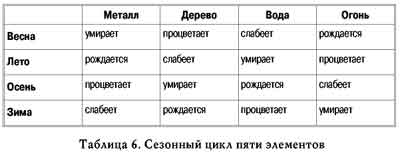 Металл Дерево Вода Огонь
Весна умирает процветает слабеет рождается
Лето рождается слабеет умирает процветает
Осень процветает умирает рождается слабеет
Зима слабеет рождается процветает умирает
Таблица 6. Сезонный цикл пяти элементов